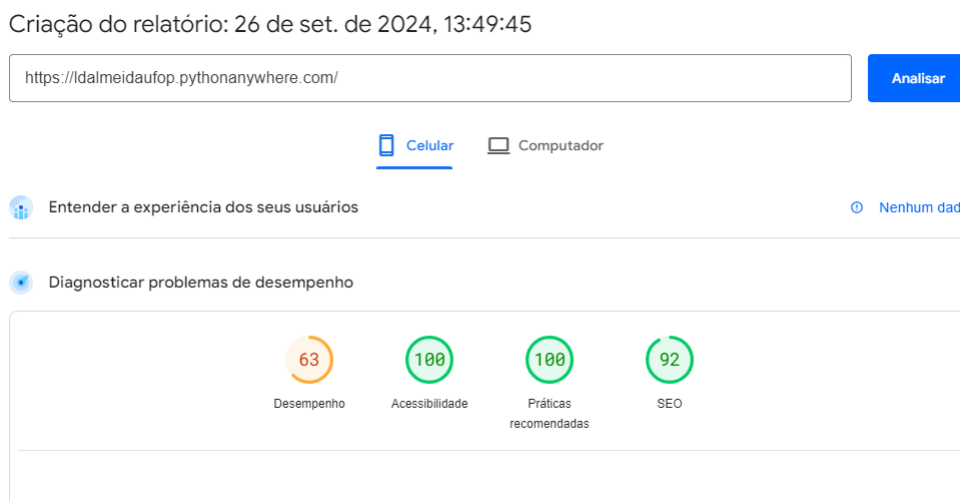 Criação do relatório: 26 de set. de 2024, 13:49:45
https://ldalmeidaufop.pythonanywhere.com/
Analisar
Celular
Computador
Entender a experiência dos seus usuários
Nenhum dad
Diagnosticar problemas de desempenho
63
100
100
92
Desempenho
Acessibilidade
Práticas
recomendadas
SEO